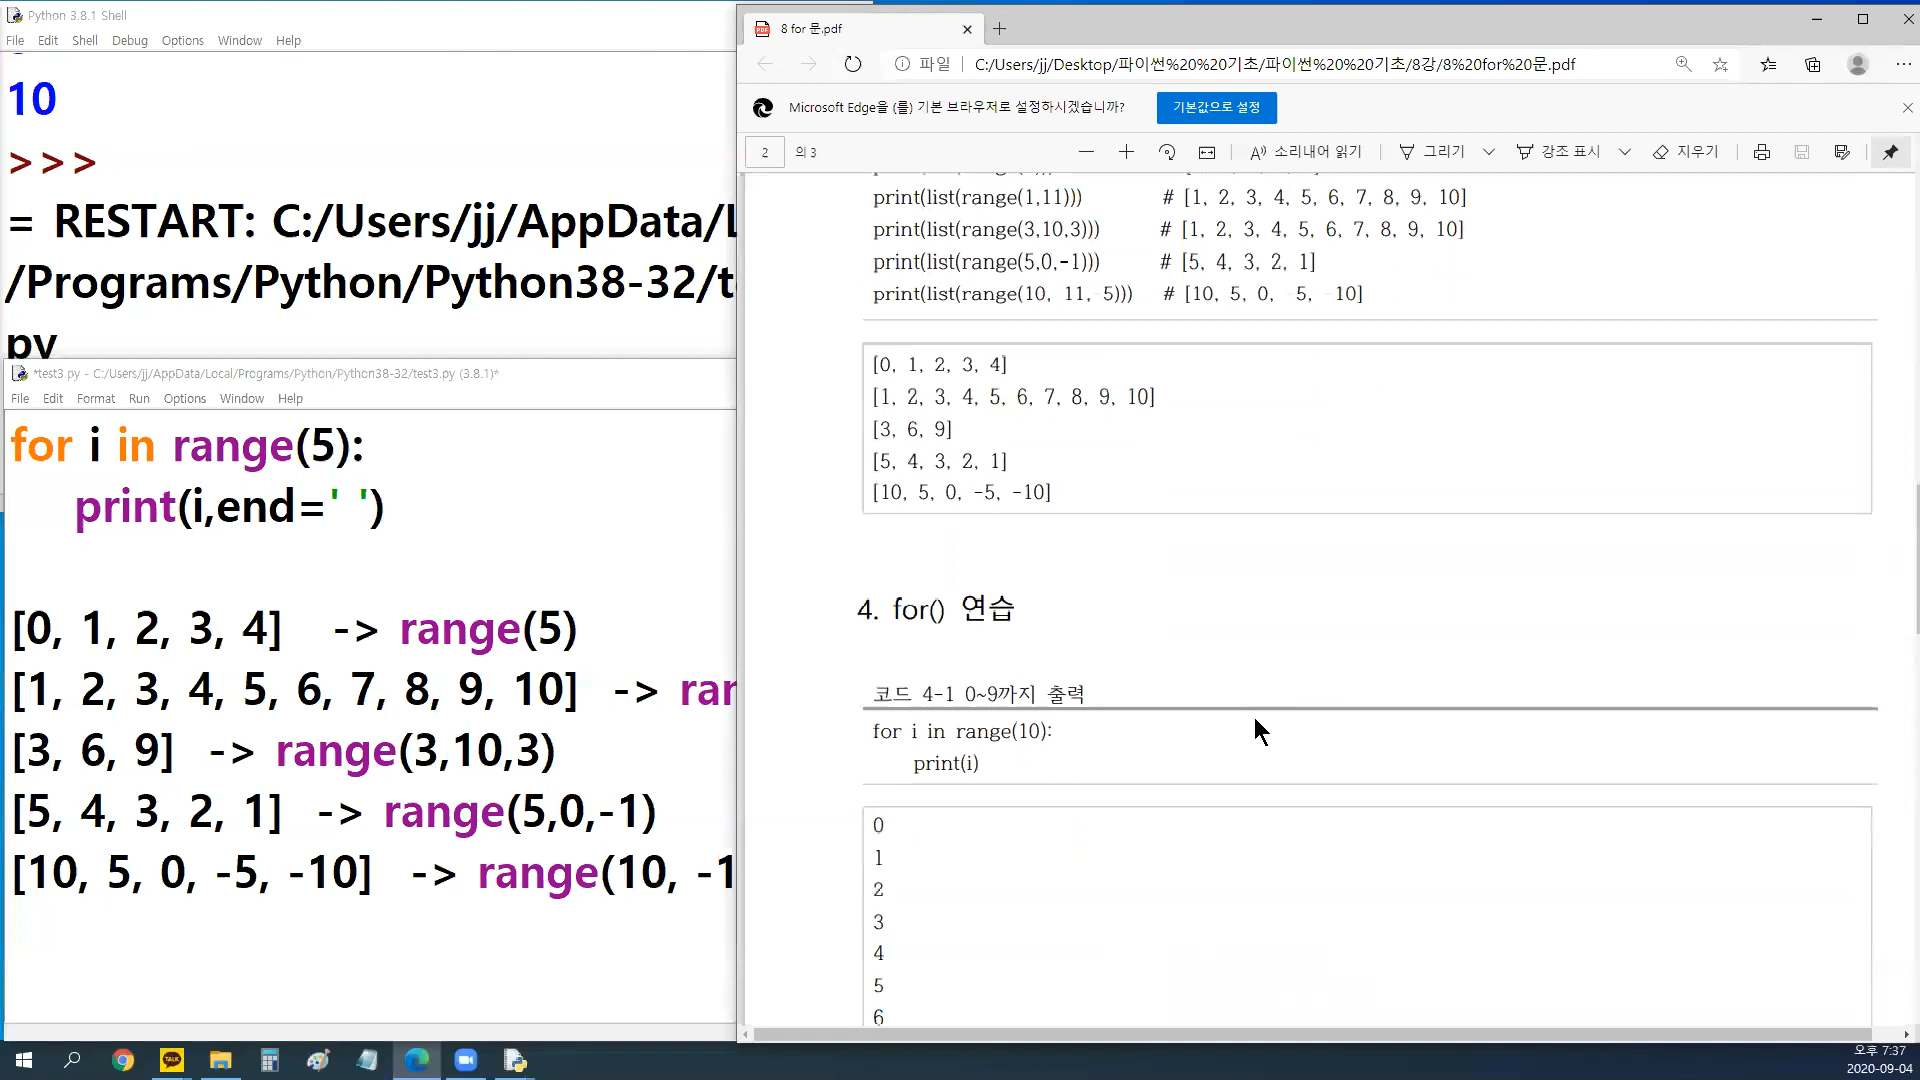 Python 3.8.1 Shell
File Edit Shell Debug Options Window Help
10
>>>
= RESTART: C:/Users/jj/AppData/L
/Programs/Python/Python38-32/t
py
*test3.py - C:/Users/jj/AppData/Local/Programs/Python/Python38-32/test3.py (3.8.1)*
File Edit Format Run Options Window Help
for i in range(5):
print(i,end=' ')
[0, 1, 2, 3, 4] -> range(5)
[1, 2, 3, 4, 5, 6, 7, 8, 9, 10] -> ran
[3, 6, 9] -> range(3,10,3)
[5, 4, 3, 2, 1] -> range(5,0,-1)
[10, 5, 0, -5, -10] -> range(10, -1
8 for 문.pdf
파일 C:/Users/jj/Desktop/파이썬%20%20기초/파이썬%20%20기초/8강/8%20for%20문.pdf
Microsoft Edge을 (를) 기본 브라우저로 설정하시겠습니까? 기본값으로 설정
2 의 3 소리내어 읽기 그리기 강조 표시 지우기
print(list(range(1,11))) # [1, 2, 3, 4, 5, 6, 7, 8, 9, 10]
print(list(range(3,10,3))) # [1, 2, 3, 4, 5, 6, 7, 8, 9, 10]
print(list(range(5,0,-1))) # [5, 4, 3, 2, 1]
print(list(range(10, 11, 5))) # [10, 5, 0, 5, 10]
[0, 1, 2, 3, 4]
[1, 2, 3, 4, 5, 6, 7, 8, 9, 10]
[3, 6, 9]
[5, 4, 3, 2, 1]
[10, 5, 0, -5, -10]
4. for() 연습
코드 4-1 0~9까지 출력
for i in range(10):
print(i)
0
1
2
3
4
5
6
TALK
오후 7:37
2020-09-04